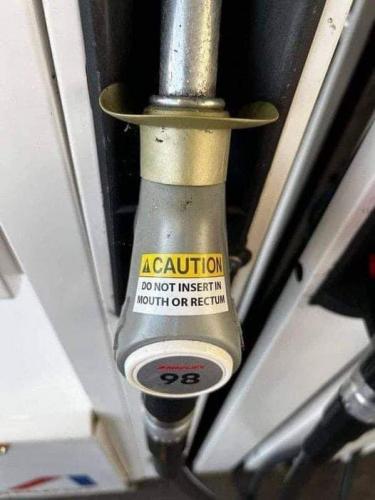 CAUTION
DO NOT INSERT IN
MOUTH OR RECTUM
98